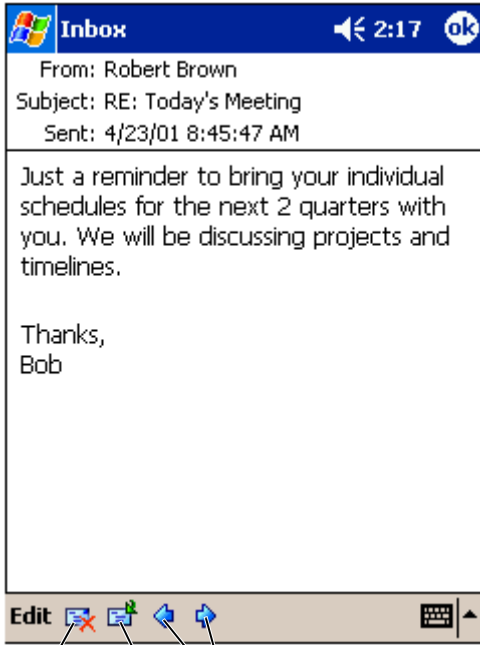 Inbox 2:17 ok
From: Robert Brown
Subject: RE: Today's Meeting
Sent: 4/23/01 8:45:47 AM
Just a reminder to bring your individual
schedules for the next 2 quarters with
you. We will be discussing projects and
timelines.
Thanks,
Bob
Edit